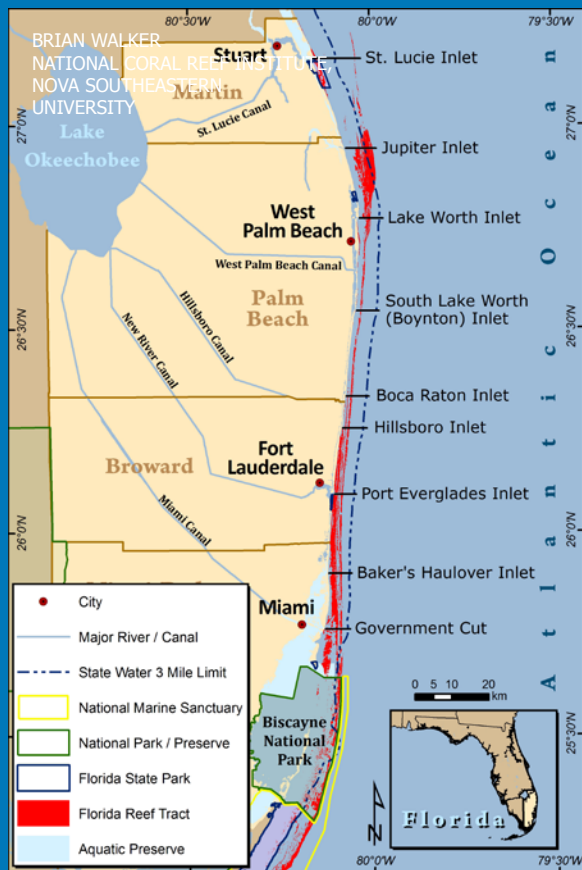 80°30'W
80°0'W
79°30'W
BRIAN WALKER
NATIONAL CORAL REEF INSTITUTE,
NOVA SOUTHEASTERN
UNIVERSITY
Stuart
St. Lucie Inlet
Martin
St. Lucie Canal
27°0'N
27°0'N
Lake
Okeechobee
Jupiter Inlet
West
Palm Beach
Lake Worth Inlet
West Palm Beach Canal
Palm
Beach
South Lake Worth
(Boynton) Inlet
26°30'N
26°30'N
Hillsboro Canal
New River Canal
Boca Raton Inlet
Hillsboro Inlet
Fort
Lauderdale
Broward
Port Everglades Inlet
Miami Canal
26°0'N
26°0'N
Baker's Haulover Inlet
Miami
Government Cut
Atlantic Ocean
City
Major River / Canal
State Water 3 Mile Limit
National Marine Sanctuary
National Park / Preserve
Florida State Park
Florida Reef Tract
Aquatic Preserve
Biscayne
National
Park
0 5 10 20
km
25°30'N
N
Florida
80°0'W
79°30'W